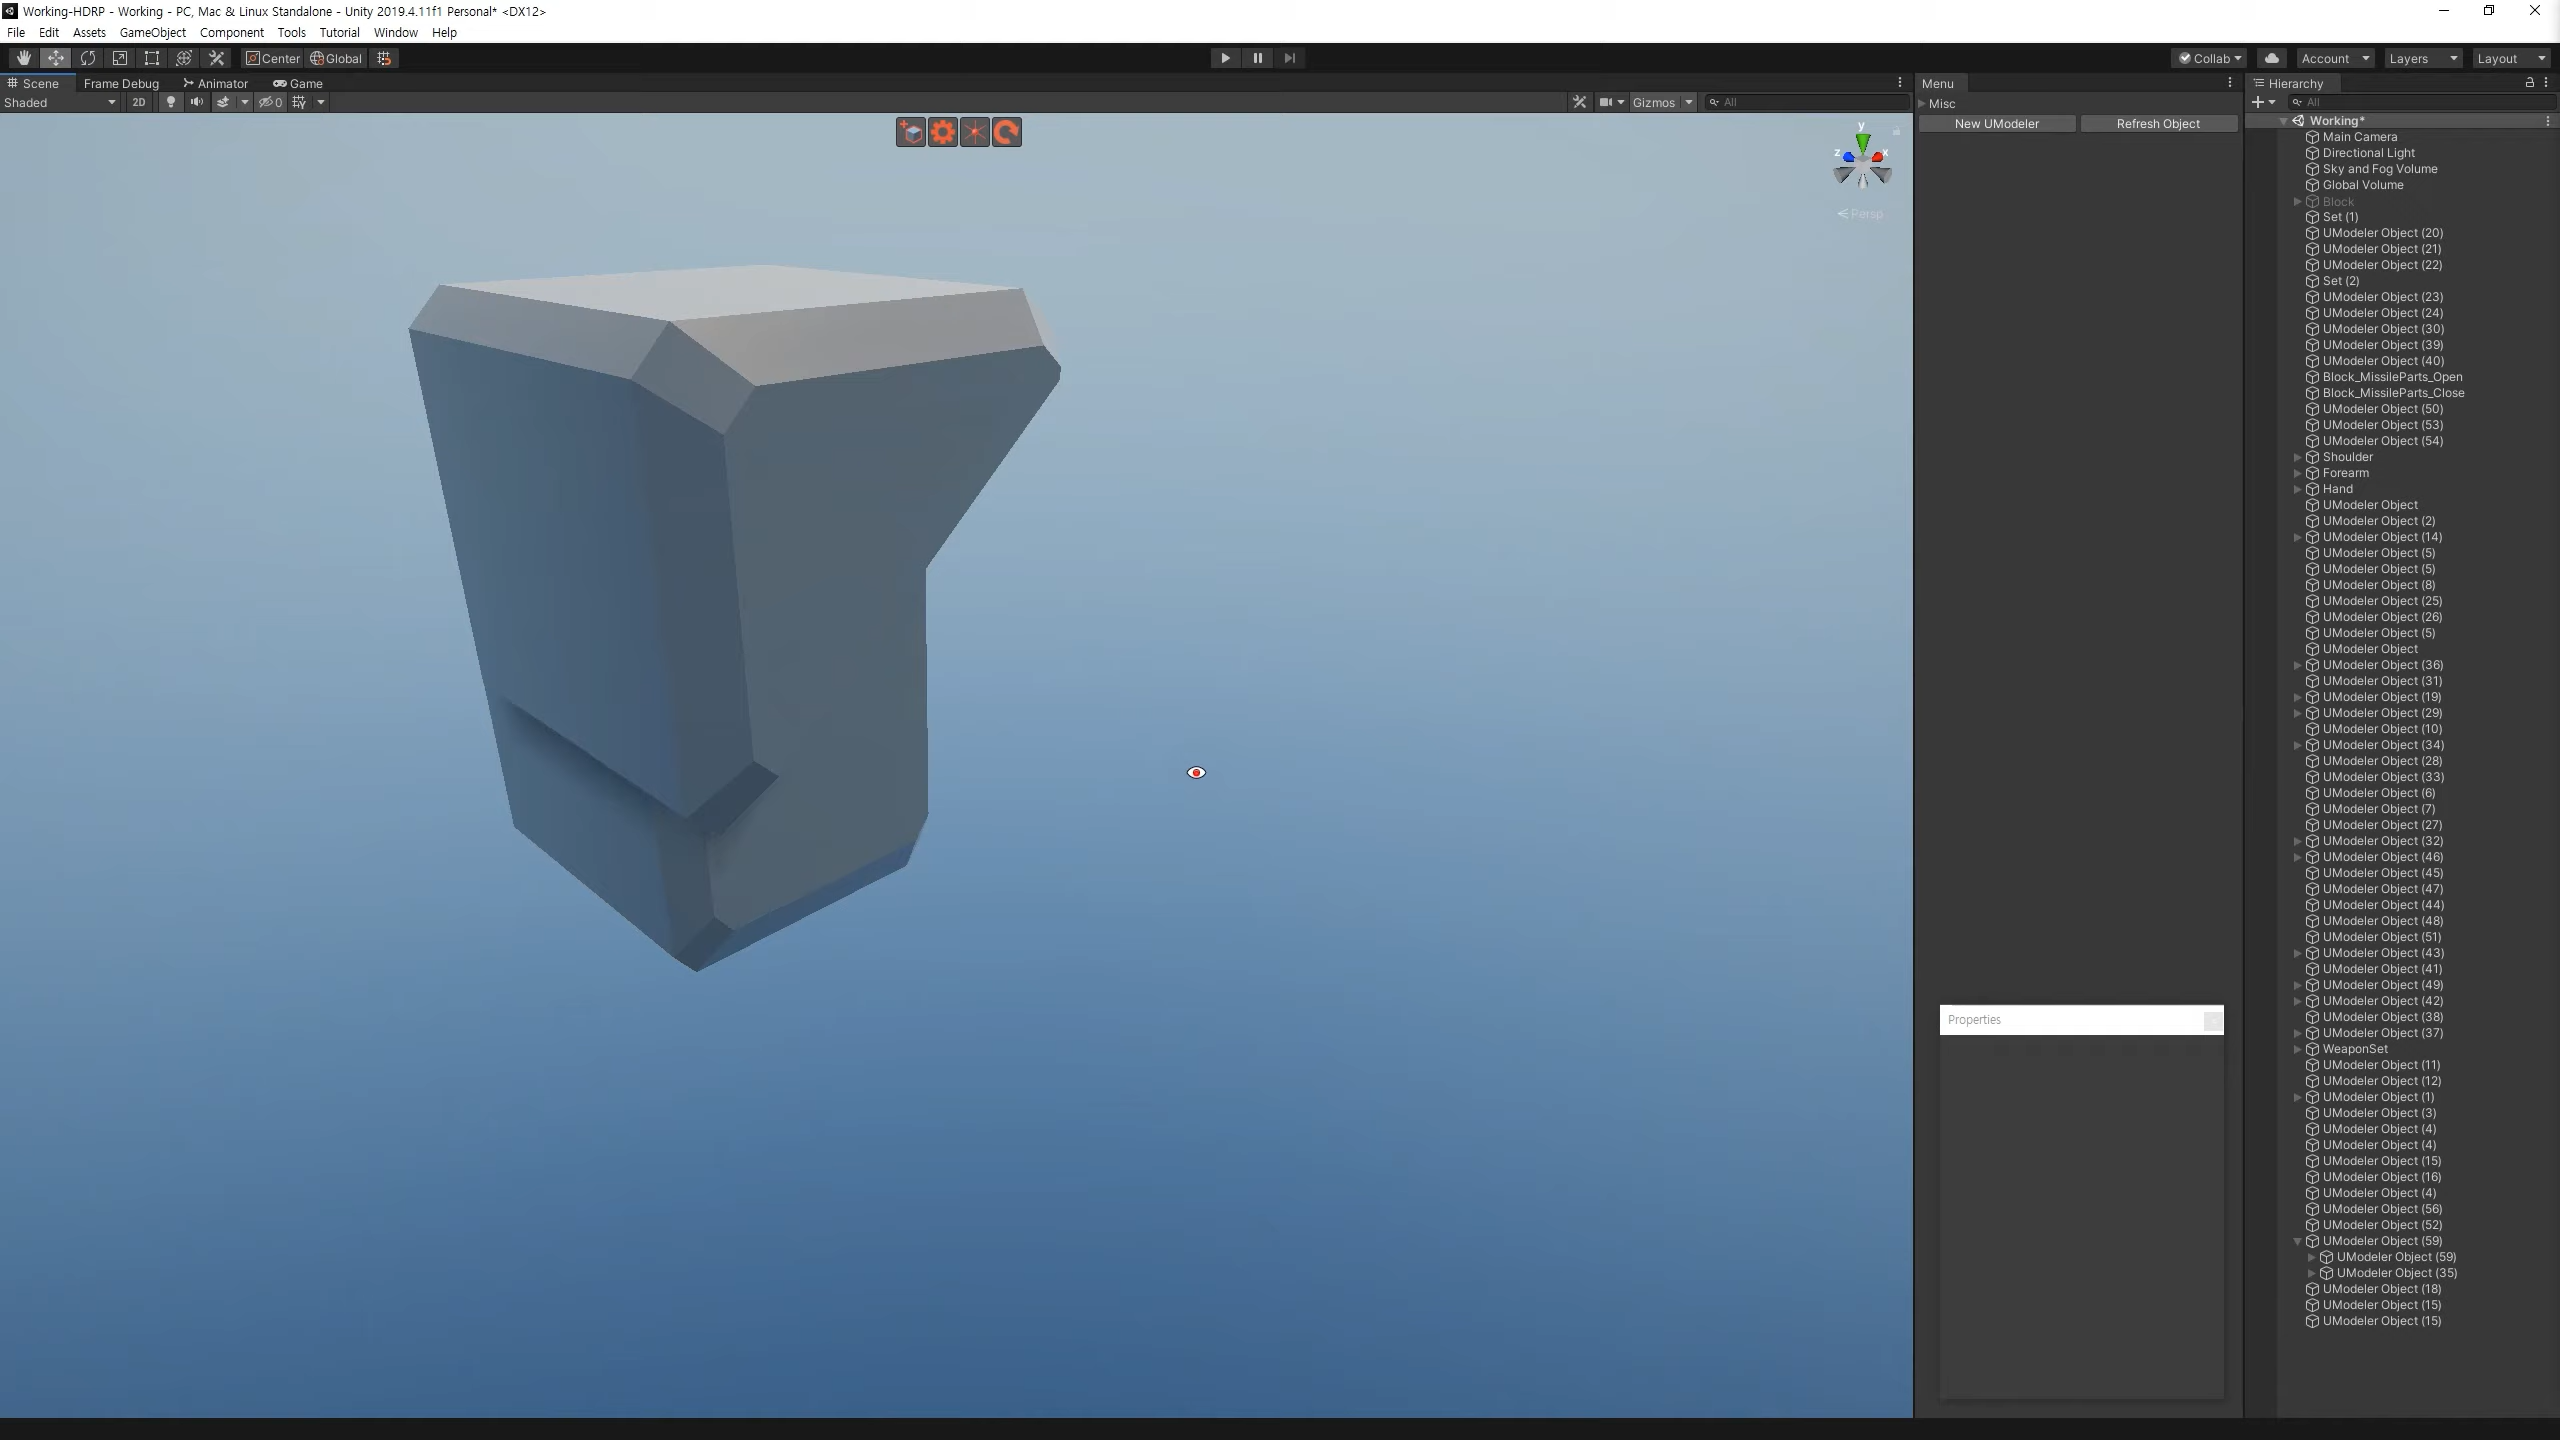 Working-HDRP - Working - PC, Mac & Linux Standalone - Unity 2019.4.11f1 Personal* <DX12>
File Edit Assets GameObject Component Tools Tutorial Window Help
Center Global Collab Account Layers Layout
Scene Frame Debug Animator Game
Shaded 2D 0 Gizmos All
y
z x
Persp
Menu
Misc
New UModeler Refresh Object
Properties
Hierarchy
All
Working*
Main Camera
Directional Light
Sky and Fog Volume
Global Volume
Block
Set (1)
UModeler Object (20)
UModeler Object (21)
UModeler Object (22)
Set (2)
UModeler Object (23)
UModeler Object (24)
UModeler Object (30)
UModeler Object (39)
UModeler Object (40)
Block_MissileParts_Open
Block_MissileParts_Close
UModeler Object (50)
UModeler Object (53)
UModeler Object (54)
Shoulder
Forearm
Hand
UModeler Object
UModeler Object (2)
UModeler Object (14)
UModeler Object (5)
UModeler Object (5)
UModeler Object (8)
UModeler Object (25)
UModeler Object (26)
UModeler Object (5)
UModeler Object
UModeler Object (36)
UModeler Object (31)
UModeler Object (19)
UModeler Object (29)
UModeler Object (10)
UModeler Object (34)
UModeler Object (28)
UModeler Object (33)
UModeler Object (6)
UModeler Object (7)
UModeler Object (27)
UModeler Object (32)
UModeler Object (46)
UModeler Object (45)
UModeler Object (47)
UModeler Object (44)
UModeler Object (48)
UModeler Object (51)
UModeler Object (43)
UModeler Object (41)
UModeler Object (49)
UModeler Object (42)
UModeler Object (38)
UModeler Object (37)
WeaponSet
UModeler Object (11)
UModeler Object (12)
UModeler Object (1)
UModeler Object (3)
UModeler Object (4)
UModeler Object (4)
UModeler Object (15)
UModeler Object (16)
UModeler Object (4)
UModeler Object (56)
UModeler Object (52)
UModeler Object (59)
UModeler Object (59)
UModeler Object (35)
UModeler Object (18)
UModeler Object (15)
UModeler Object (15)